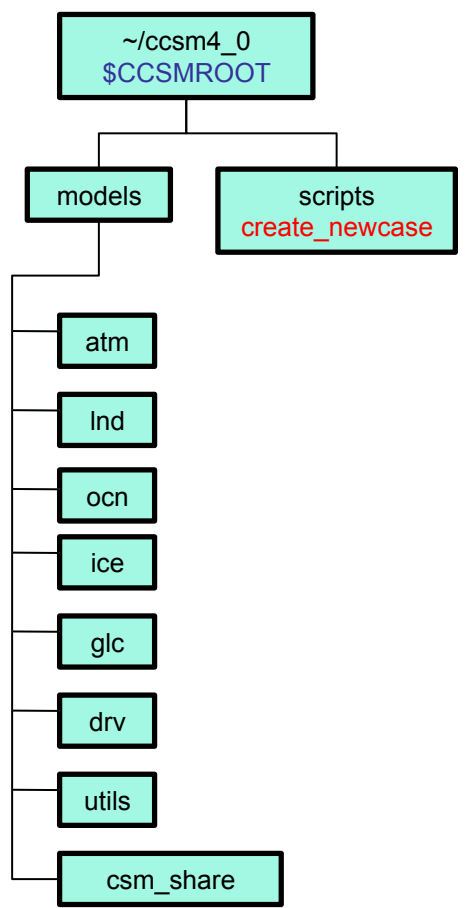 ~/ccsm4_0
$CCSMROOT
models
scripts
create_newcase
atm
lnd
ocn
ice
glc
drv
utils
csm_share